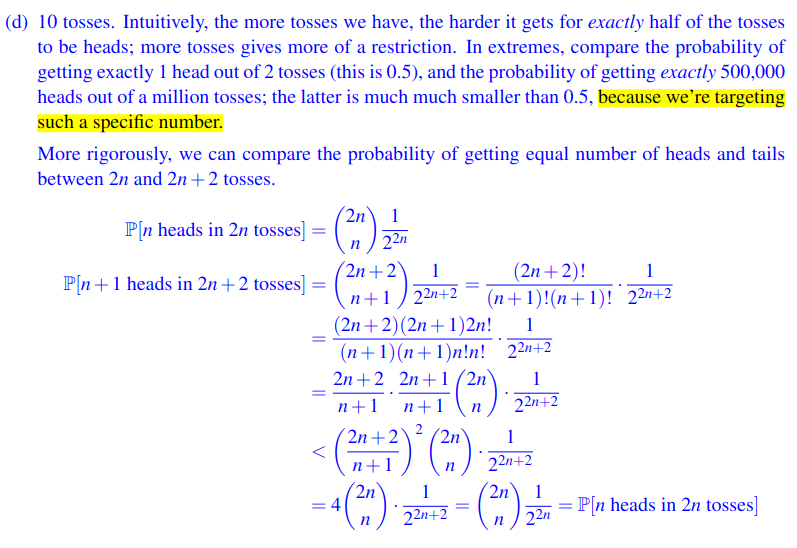 (d) 10 tosses. Intuitively, the more tosses we have, the harder it gets for exactly half of the tosses
to be heads; more tosses gives more of a restriction. In extremes, compare the probability of
getting exactly 1 head out of 2 tosses (this is 0.5), and the probability of getting exactly 500,000
heads out of a million tosses; the latter is much much smaller than 0.5, because we're targeting
such a specific number.
More rigorously, we can compare the probability of getting equal number of heads and tails
between 2n and 2n+2 tosses.
ℙ[n heads in 2n tosses] = \binom{2n}{n} \frac{1}{2^{2n}}
ℙ[n+1 heads in 2n+2 tosses] = \binom{2n+2}{n+1} \frac{1}{2^{2n+2}} = \frac{(2n+2)!}{(n+1)!(n+1)!} \cdot \frac{1}{2^{2n+2}}
= \frac{(2n+2)(2n+1)2n!}{(n+1)(n+1)n!n!} \cdot \frac{1}{2^{2n+2}}
= \frac{2n+2}{n+1} \cdot \frac{2n+1}{n+1} \binom{2n}{n} \cdot \frac{1}{2^{2n+2}}
< \left(\frac{2n+2}{n+1}\right)^2 \binom{2n}{n} \cdot \frac{1}{2^{2n+2}}
= 4 \binom{2n}{n} \cdot \frac{1}{2^{2n+2}} = \binom{2n}{n} \frac{1}{2^{2n}} = ℙ[n heads in 2n tosses]